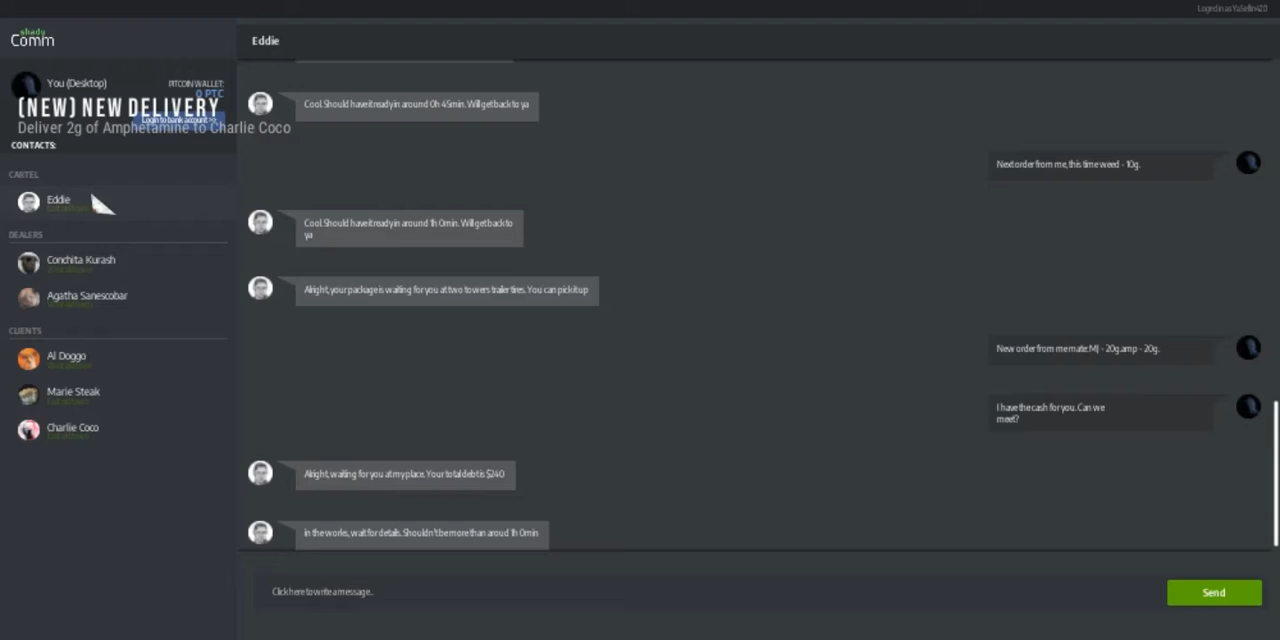 Logged in as YaSellin420
shady
Comm
Eddie
You (Desktop)
PITCOIN WALLET:
0 PTC
(NEW) NEW DELIVERY
Login to bank account >>
Deliver 2g of Amphetamine to Charlie Coco
CONTACTS:
CARTEL
Eddie
DEALERS
Conchita Kurash
Agatha Sanescobar
CLIENTS
Al Doggo
Marie Steak
Charlie Coco
Cool. Should have it ready in around 0h 45min. Will get back to ya
Next order from me, this time weed - 10g.
Cool. Should have it ready in around 1h 0min. Will get back to
ya
Alright, your package is waiting for you at two towers trailer tires. You can pick it up
New order from me mate: MJ - 20g.amp - 20g.
I have the cash for you. Can we
meet?
Alright, waiting for you at my place. Your total debt is $240
in the works, wait for details. Shouldn't be more than aroud 1h 0min
Click here to write a message..
Send